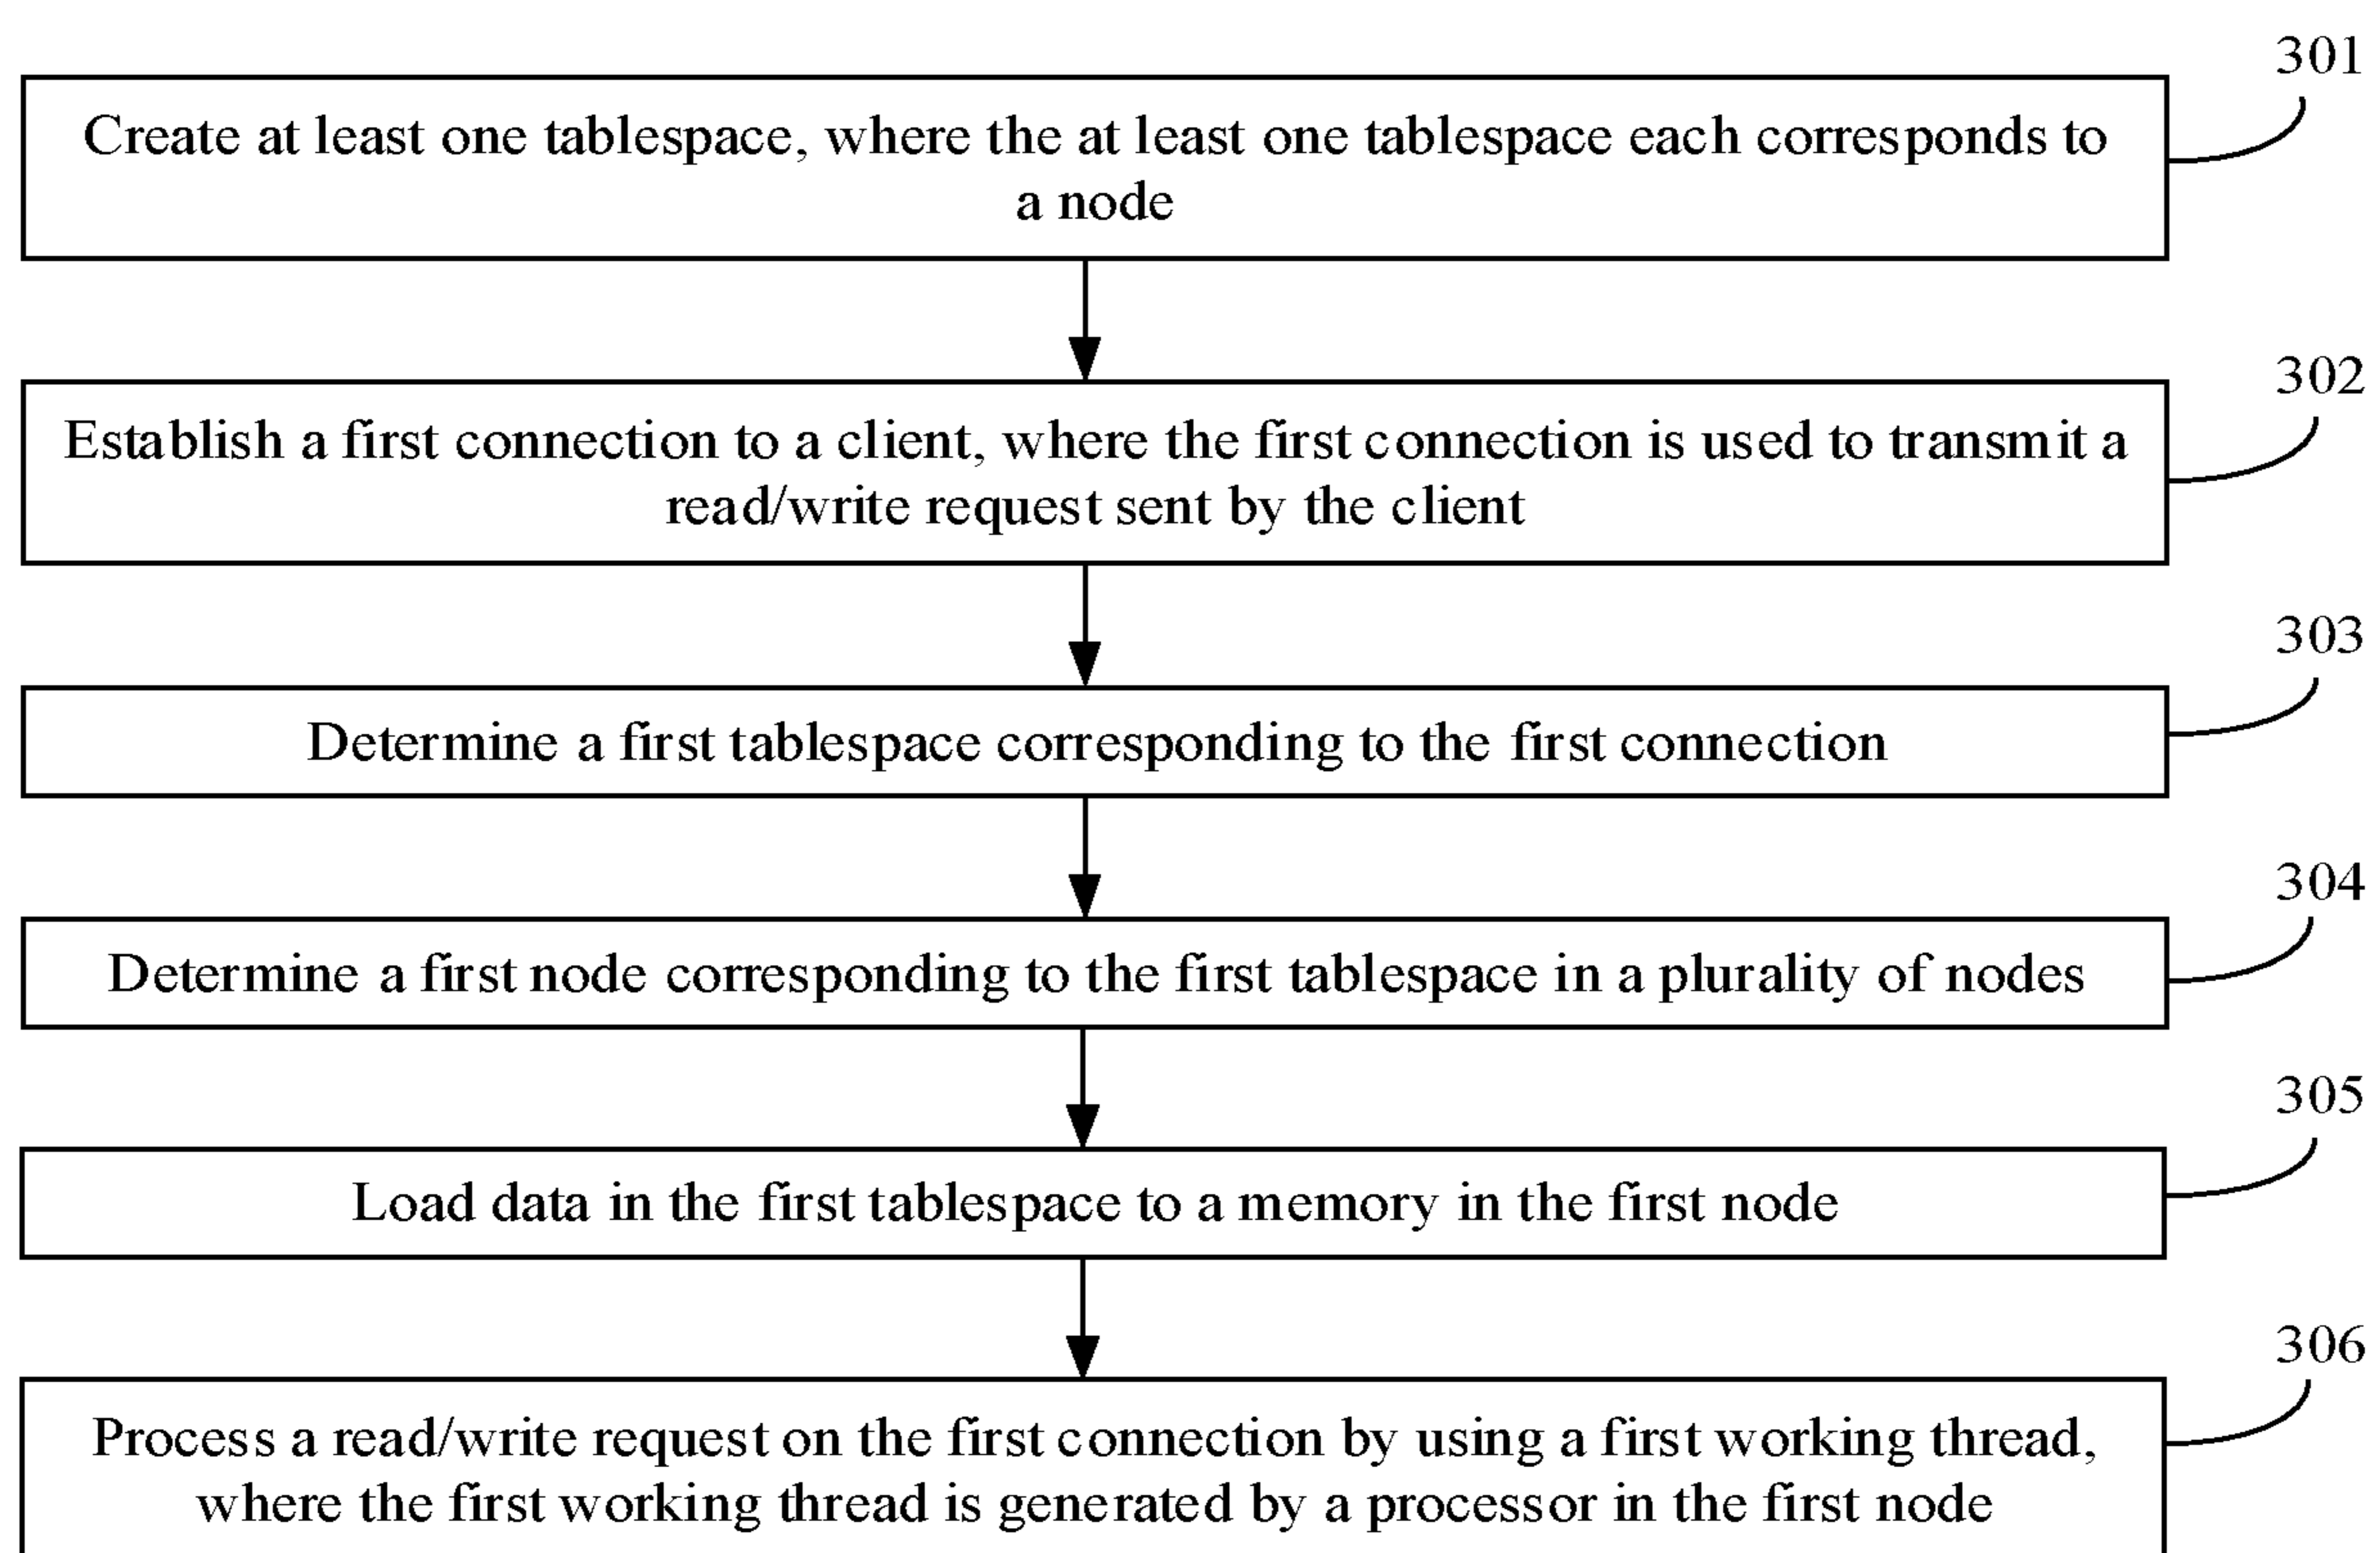 301
Create at least one tablespace, where the at least one tablespace each corresponds to
a node
302
Establish a first connection to a client, where the first connection is used to transmit a
read/write request sent by the client
303
Determine a first tablespace corresponding to the first connection
304
Determine a first node corresponding to the first tablespace in a plurality of nodes
305
Load data in the first tablespace to a memory in the first node
306
Process a read/write request on the first connection by using a first working thread,
where the first working thread is generated by a processor in the first node